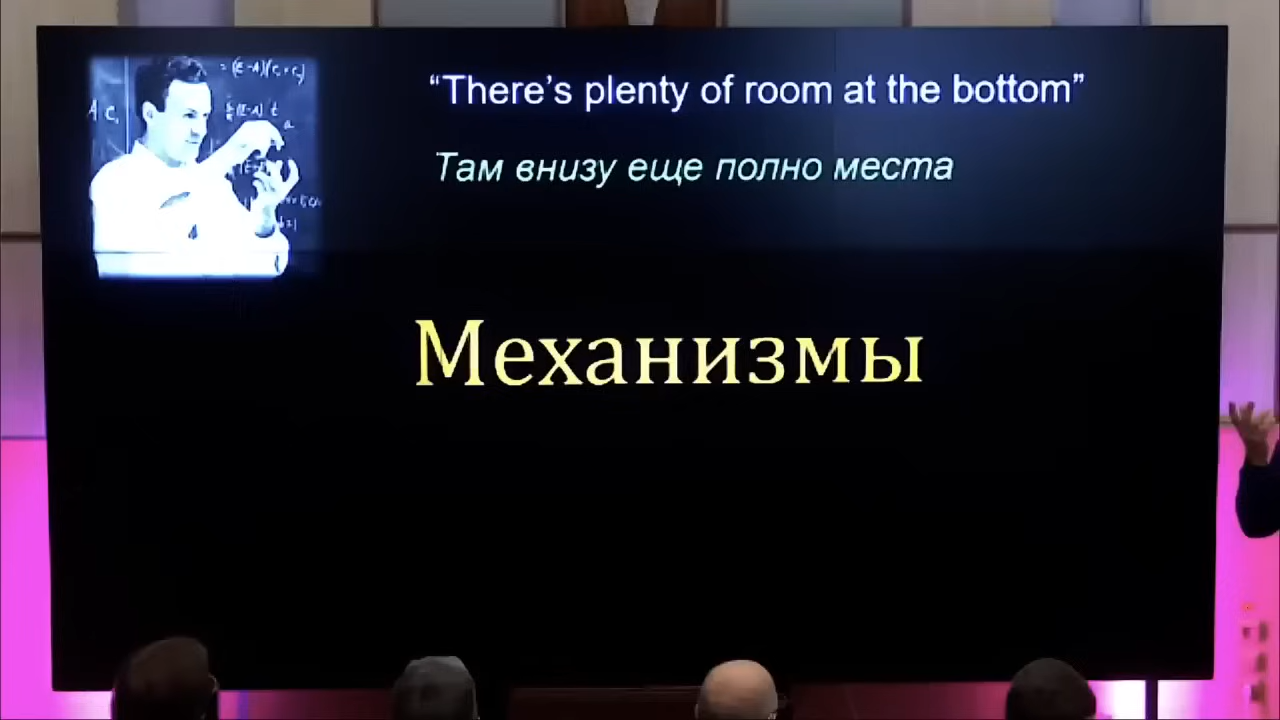 “There’s plenty of room at the bottom”
Там внизу еще полно места
Механизмы